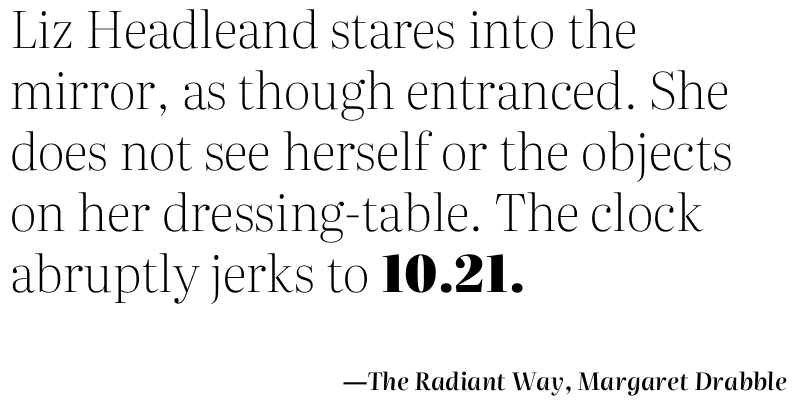 Liz Headleand stares into the
mirror, as though entranced. She
does not see herself or the objects
on her dressing-table. The clock
abruptly jerks to 10.21.
—The Radiant Way, Margaret Drabble